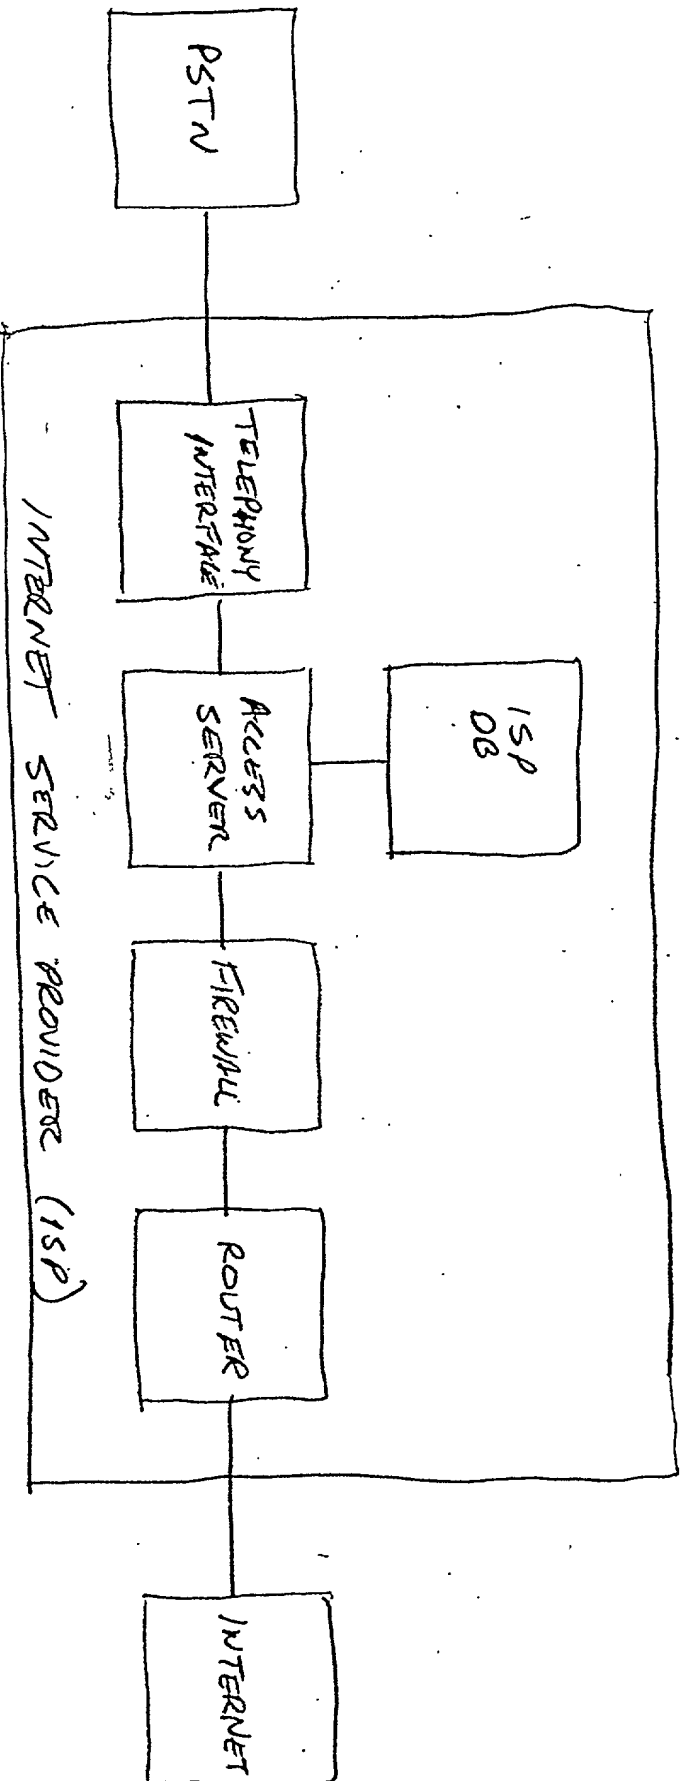 PSTN
TELEPHONY
INTERFACE
ISP
DB
ACCESS
SERVER
FIREWALL
ROUTER
INTERNET
INTERNET SERVICE PROVIDER (ISP)